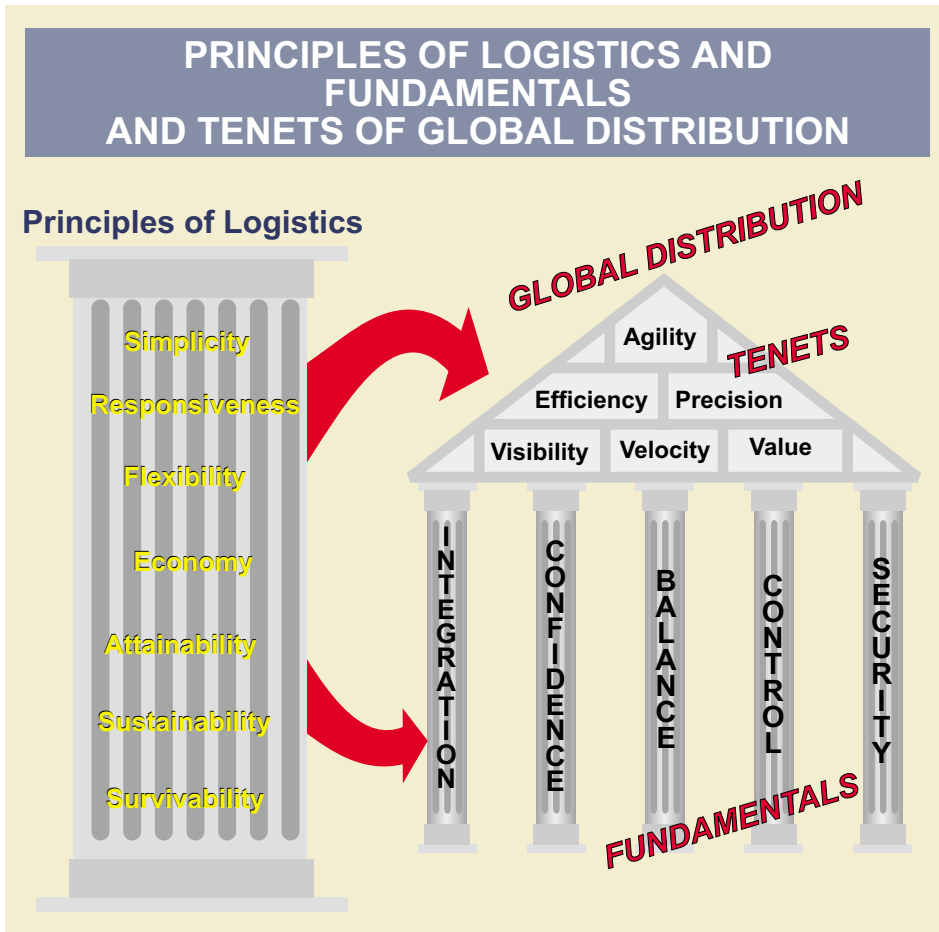 PRINCIPLES OF LOGISTICS AND
FUNDAMENTALS
AND TENETS OF GLOBAL DISTRIBUTION
Principles of Logistics
Simplicity
Responsiveness
Flexibility
Economy
Attainability
Sustainability
Survivability
GLOBAL DISTRIBUTION
TENETS
Agility
Efficiency
Precision
Visibility
Velocity
Value
INTEGRATION
CONFIDENCE
BALANCE
CONTROL
SECURITY
FUNDAMENTALS